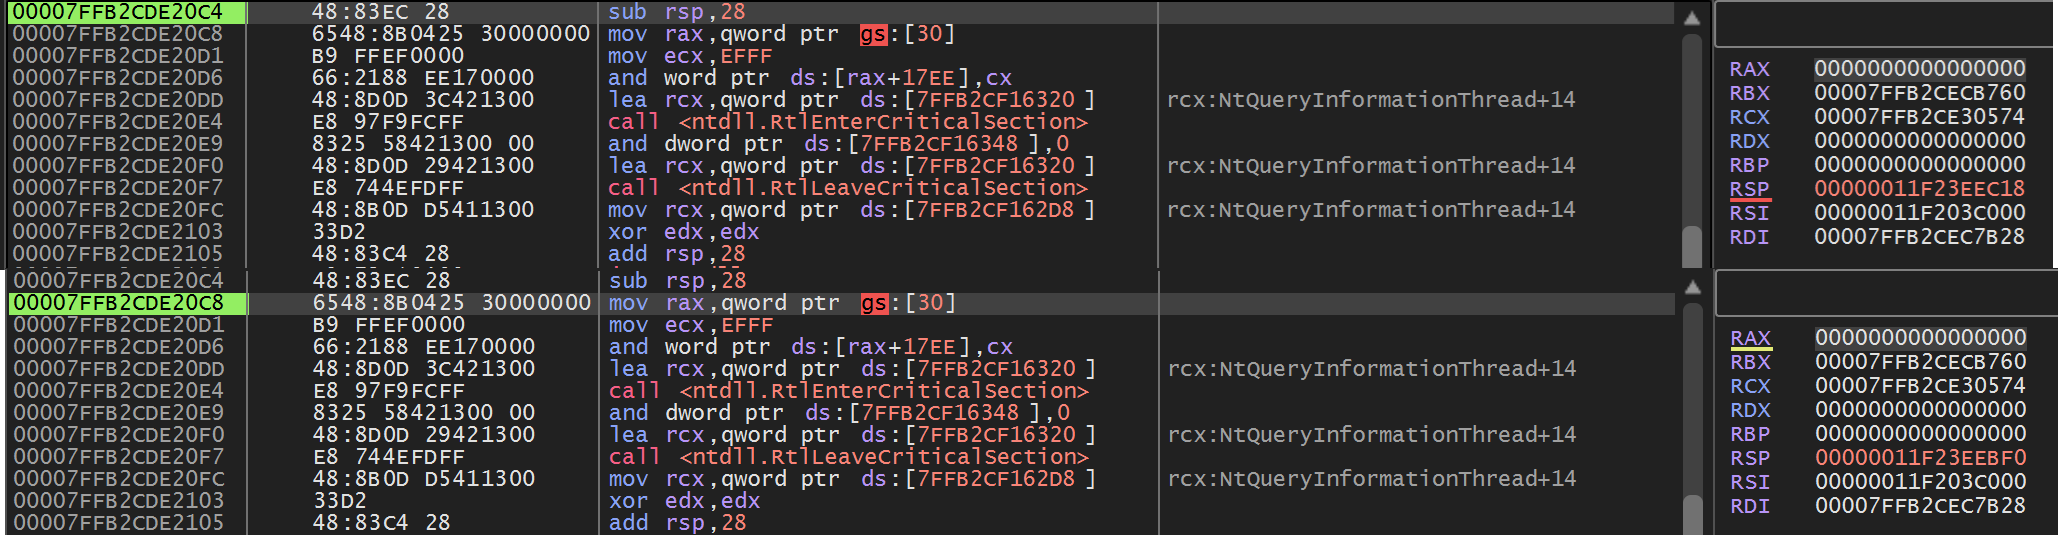 00007FFB2CDE20C4 48:83EC 28 sub rsp,28
00007FFB2CDE20C8 6548:8B0425 30000000 mov rax,qword ptr gs:[30]
00007FFB2CDE20D1 B9 FFEF0000 mov ecx,EFFF
00007FFB2CDE20D6 66:2188 EE170000 and word ptr ds:[rax+17EE],cx
00007FFB2CDE20DD 48:8D0D 3C421300 lea rcx,qword ptr ds:[7FFB2CF16320 ] rcx:NtQueryInformationThread+14
00007FFB2CDE20E4 E8 97F9FCFF call <ntdll.RtlEnterCriticalSection>
00007FFB2CDE20E9 8325 58421300 00 and dword ptr ds:[7FFB2CF16348 ],0
00007FFB2CDE20F0 48:8D0D 29421300 lea rcx,qword ptr ds:[7FFB2CF16320 ] rcx:NtQueryInformationThread+14
00007FFB2CDE20F7 E8 744EFDFF call <ntdll.RtlLeaveCriticalSection>
00007FFB2CDE20FC 48:8B0D D5411300 mov rcx,qword ptr ds:[7FFB2CF162D8 ] rcx:NtQueryInformationThread+14
00007FFB2CDE2103 33D2 xor edx,edx
00007FFB2CDE2105 48:83C4 28 add rsp,28
RAX 0000000000000000
RBX 00007FFB2CECB760
RCX 00007FFB2CE30574
RDX 0000000000000000
RBP 0000000000000000
RSP 00000011F23EEC18
RSI 00000011F203C000
RDI 00007FFB2CEC7B28
00007FFB2CDE20C4 48:83EC 28 sub rsp,28
00007FFB2CDE20C8 6548:8B0425 30000000 mov rax,qword ptr gs:[30]
00007FFB2CDE20D1 B9 FFEF0000 mov ecx,EFFF
00007FFB2CDE20D6 66:2188 EE170000 and word ptr ds:[rax+17EE],cx
00007FFB2CDE20DD 48:8D0D 3C421300 lea rcx,qword ptr ds:[7FFB2CF16320 ] rcx:NtQueryInformationThread+14
00007FFB2CDE20E4 E8 97F9FCFF call <ntdll.RtlEnterCriticalSection>
00007FFB2CDE20E9 8325 58421300 00 and dword ptr ds:[7FFB2CF16348 ],0
00007FFB2CDE20F0 48:8D0D 29421300 lea rcx,qword ptr ds:[7FFB2CF16320 ] rcx:NtQueryInformationThread+14
00007FFB2CDE20F7 E8 744EFDFF call <ntdll.RtlLeaveCriticalSection>
00007FFB2CDE20FC 48:8B0D D5411300 mov rcx,qword ptr ds:[7FFB2CF162D8 ] rcx:NtQueryInformationThread+14
00007FFB2CDE2103 33D2 xor edx,edx
00007FFB2CDE2105 48:83C4 28 add rsp,28
RAX 0000000000000000
RBX 00007FFB2CECB760
RCX 00007FFB2CE30574
RDX 0000000000000000
RBP 0000000000000000
RSP 00000011F23EEBF0
RSI 00000011F203C000
RDI 00007FFB2CEC7B28